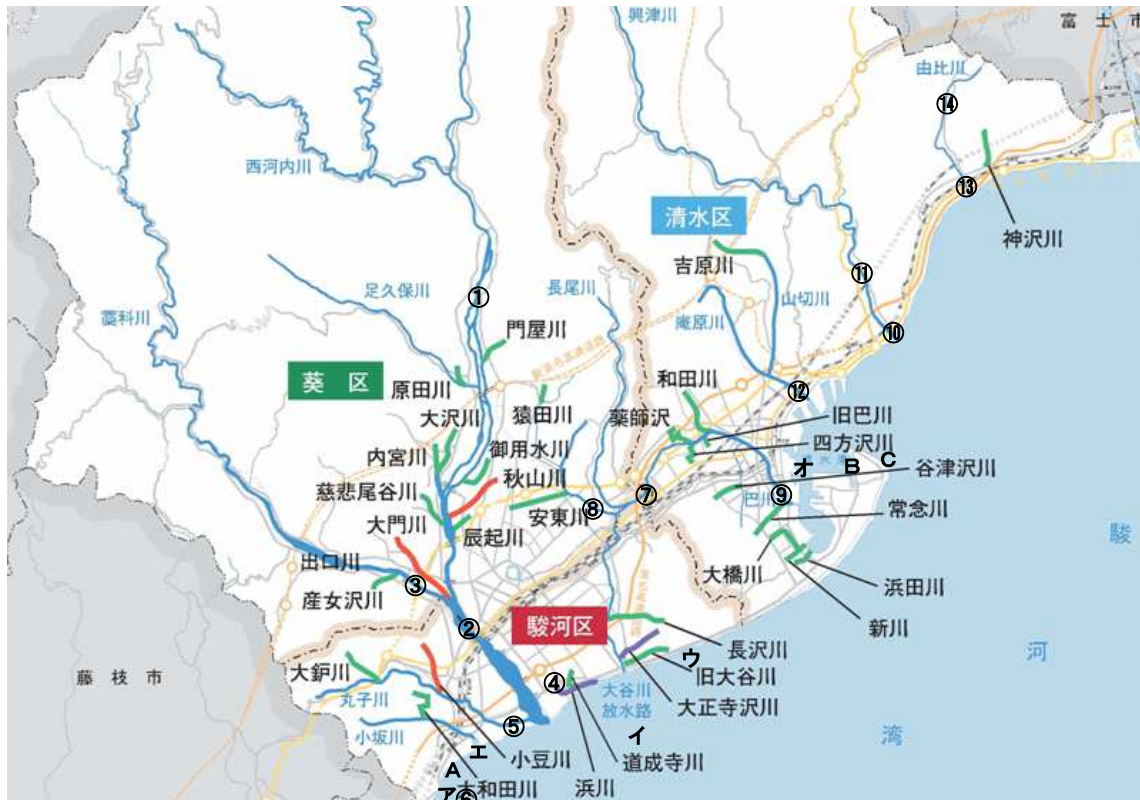 興津川
富士市
由比川
⑭
西河内川
⑬
清水区
神沢川
吉原川
⑪
足久保川
①
長尾川
山切川
藁科川
庵原川
⑩
門屋川
新東名高速道路
葵 区
原田川
和田川
⑫
大沢川
猿田川
薬師沢
旧巴川
内宮川
御用水川
四方沢川
秋山川
オ
B
C
谷津沢川
慈悲尾谷川
⑦
巴川
⑨
安東川
⑧
常念川
大門川
辰起川
駿
出口川
大橋川
浜田川
③
産女沢川
新川
②
駿河区
長沢川
河
大鈩川
ウ
旧大谷川
藤枝市
④
大谷川
放水路
大正寺沢川
丸子川
⑤
イ
湾
小坂川
エ
小豆川
道成寺川
A
大和田川
浜川
ア⑥